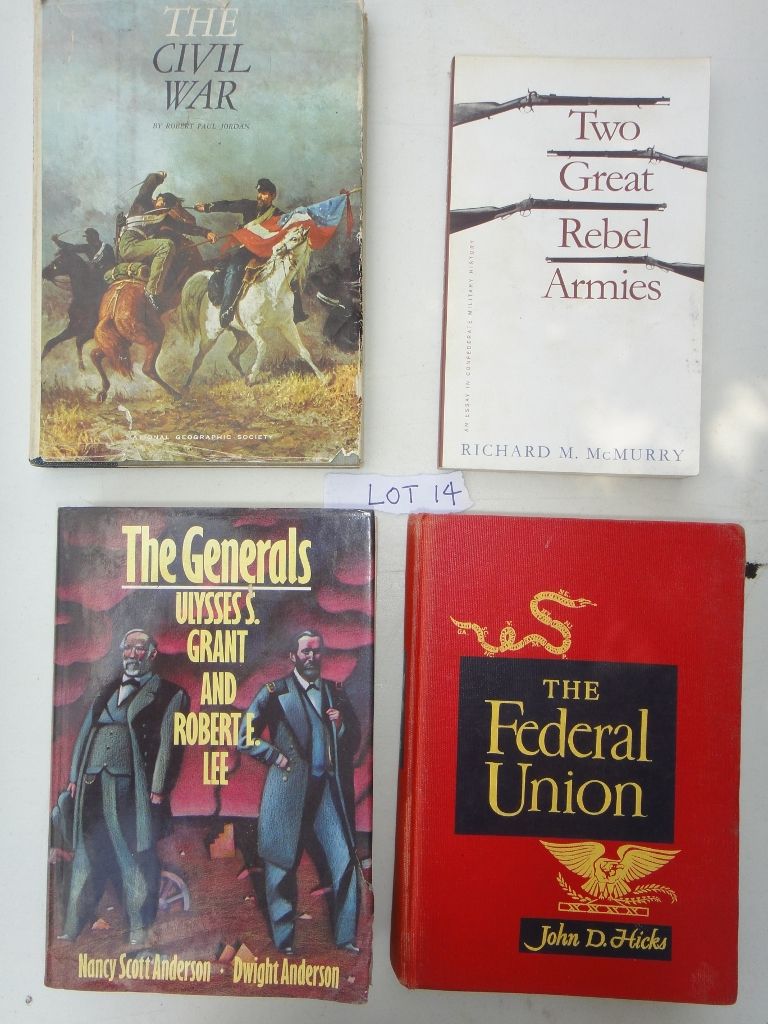 THE
CIVIL
WAR
BY ROBERT PAUL JORDAN
NATIONAL GEOGRAPHIC SOCIETY
Two
Great
Rebel
Armies
AN ESSAY IN CONFEDERATE MILITARY HISTORY
RICHARD M. McMURRY
LOT 14
The Generals
ULYSSES S.
GRANT
AND
ROBERT E.
LEE
Nancy Scott Anderson · Dwight Anderson
THE
Federal
Union
John D. Hicks